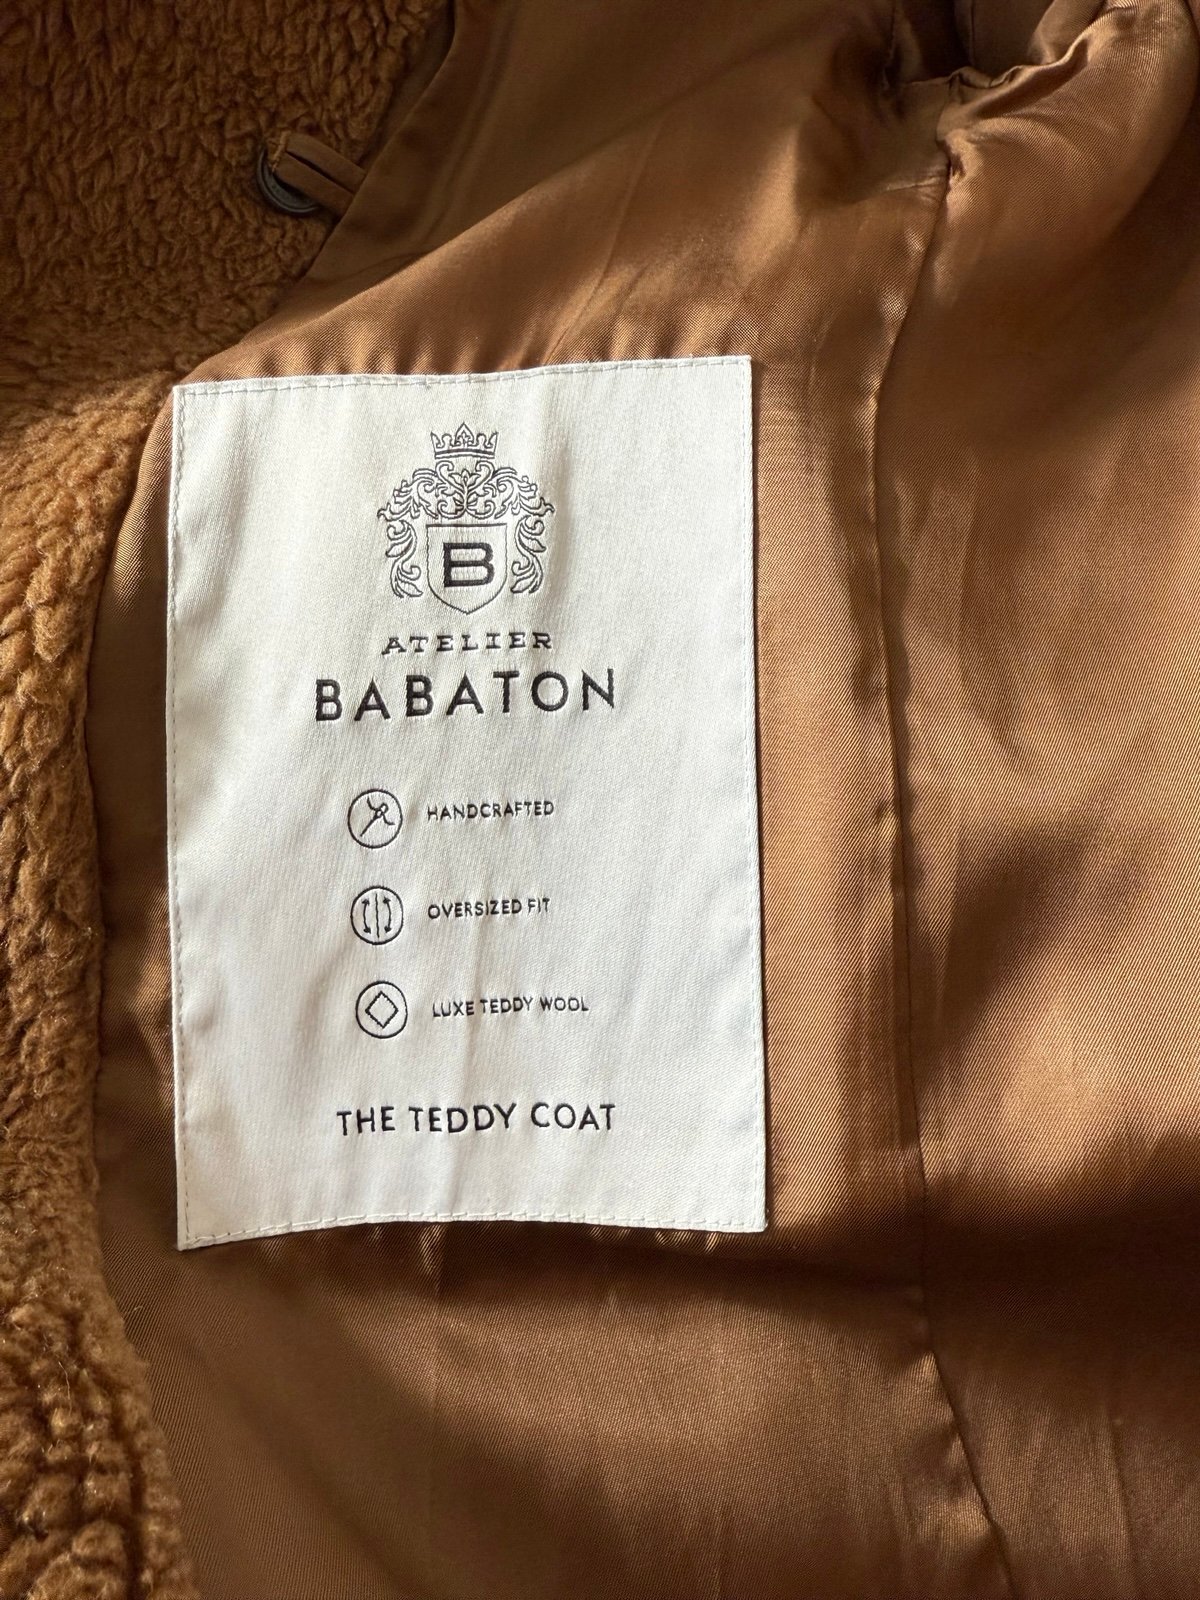 B
ATELIER
BABATON
HANDCRAFTED
OVERSIZED FIT
LUXE TEDDY WOOL
THE TEDDY COAT